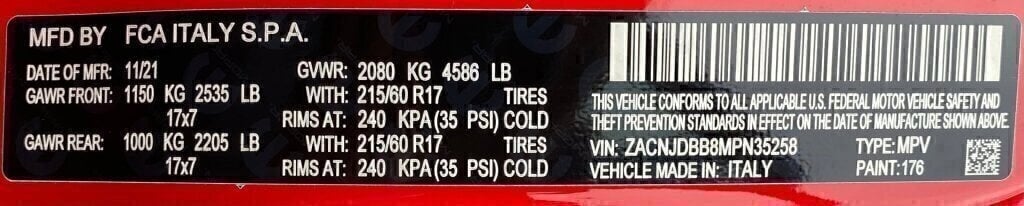 MFD BY FCA ITALY S.P.A.
DATE OF MFR: 11/21 GVWR: 2080 KG 4586 LB
GAWR FRONT: 1150 KG 2535 LB WITH: 215/60 R17 TIRES
17x7 RIMS AT: 240 KPA(35 PSI) COLD
GAWR REAR: 1000 KG 2205 LB WITH: 215/60 R17 TIRES
17x7 RIMS AT: 240 KPA(35 PSI) COLD
THIS VEHICLE CONFORMS TO ALL APPLICABLE U.S. FEDERAL MOTOR VEHICLE SAFETY AND
THEFT PREVENTION STANDARDS IN EFFECT ON THE DATE OF MANUFACTURE SHOWN ABOVE.
VIN: ZACNJDBB8MPN35258 TYPE: MPV
VEHICLE MADE IN: ITALY PAINT:176